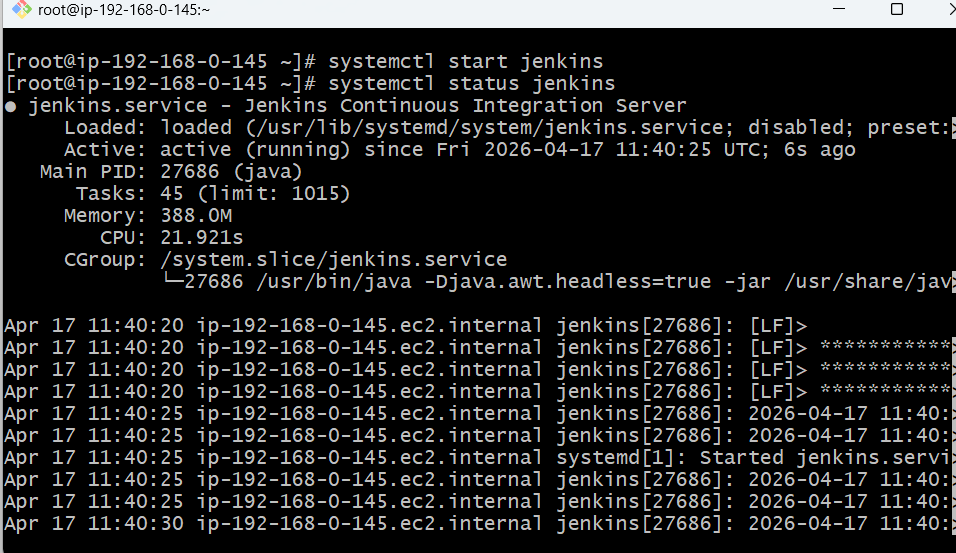 root@ip-192-168-0-145:~
[root@ip-192-168-0-145 ~]# systemctl start jenkins
[root@ip-192-168-0-145 ~]# systemctl status jenkins
● jenkins.service - Jenkins Continuous Integration Server
     Loaded: loaded (/usr/lib/systemd/system/jenkins.service; disabled; preset:>
     Active: active (running) since Fri 2026-04-17 11:40:25 UTC; 6s ago
   Main PID: 27686 (java)
      Tasks: 45 (limit: 1015)
     Memory: 388.0M
        CPU: 21.921s
     CGroup: /system.slice/jenkins.service
             └─27686 /usr/bin/java -Djava.awt.headless=true -jar /usr/share/jav>
Apr 17 11:40:20 ip-192-168-0-145.ec2.internal jenkins[27686]: [LF]>
Apr 17 11:40:20 ip-192-168-0-145.ec2.internal jenkins[27686]: [LF]> ***********>
Apr 17 11:40:20 ip-192-168-0-145.ec2.internal jenkins[27686]: [LF]> ***********>
Apr 17 11:40:20 ip-192-168-0-145.ec2.internal jenkins[27686]: [LF]> ***********>
Apr 17 11:40:25 ip-192-168-0-145.ec2.internal jenkins[27686]: 2026-04-17 11:40:>
Apr 17 11:40:25 ip-192-168-0-145.ec2.internal jenkins[27686]: 2026-04-17 11:40:>
Apr 17 11:40:25 ip-192-168-0-145.ec2.internal systemd[1]: Started jenkins.servi>
Apr 17 11:40:25 ip-192-168-0-145.ec2.internal jenkins[27686]: 2026-04-17 11:40:>
Apr 17 11:40:25 ip-192-168-0-145.ec2.internal jenkins[27686]: 2026-04-17 11:40:>
Apr 17 11:40:30 ip-192-168-0-145.ec2.internal jenkins[27686]: 2026-04-17 11:40:>